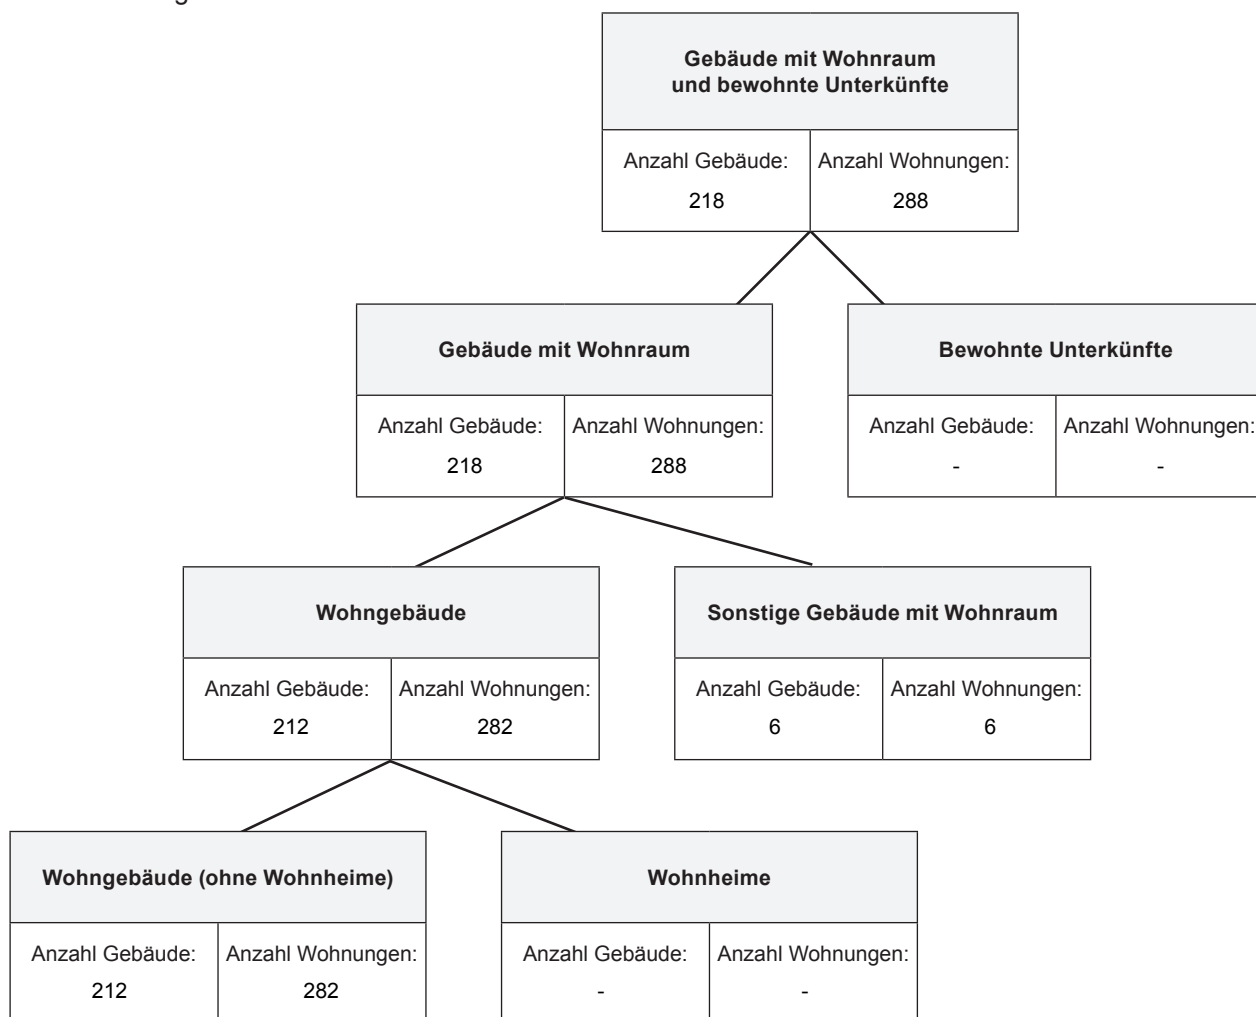 Gebäude mit Wohnraum
und bewohnte Unterkünfte
Anzahl Gebäude: Anzahl Wohnungen:
218 288
Gebäude mit Wohnraum Bewohnte Unterkünfte
Anzahl Gebäude: Anzahl Wohnungen: Anzahl Gebäude: Anzahl Wohnungen:
218 288 - -
Wohngebäude Sonstige Gebäude mit Wohnraum
Anzahl Gebäude: Anzahl Wohnungen: Anzahl Gebäude: Anzahl Wohnungen:
212 282 6 6
Wohngebäude (ohne Wohnheime) Wohnheime
Anzahl Gebäude: Anzahl Wohnungen: Anzahl Gebäude: Anzahl Wohnungen:
212 282 - -